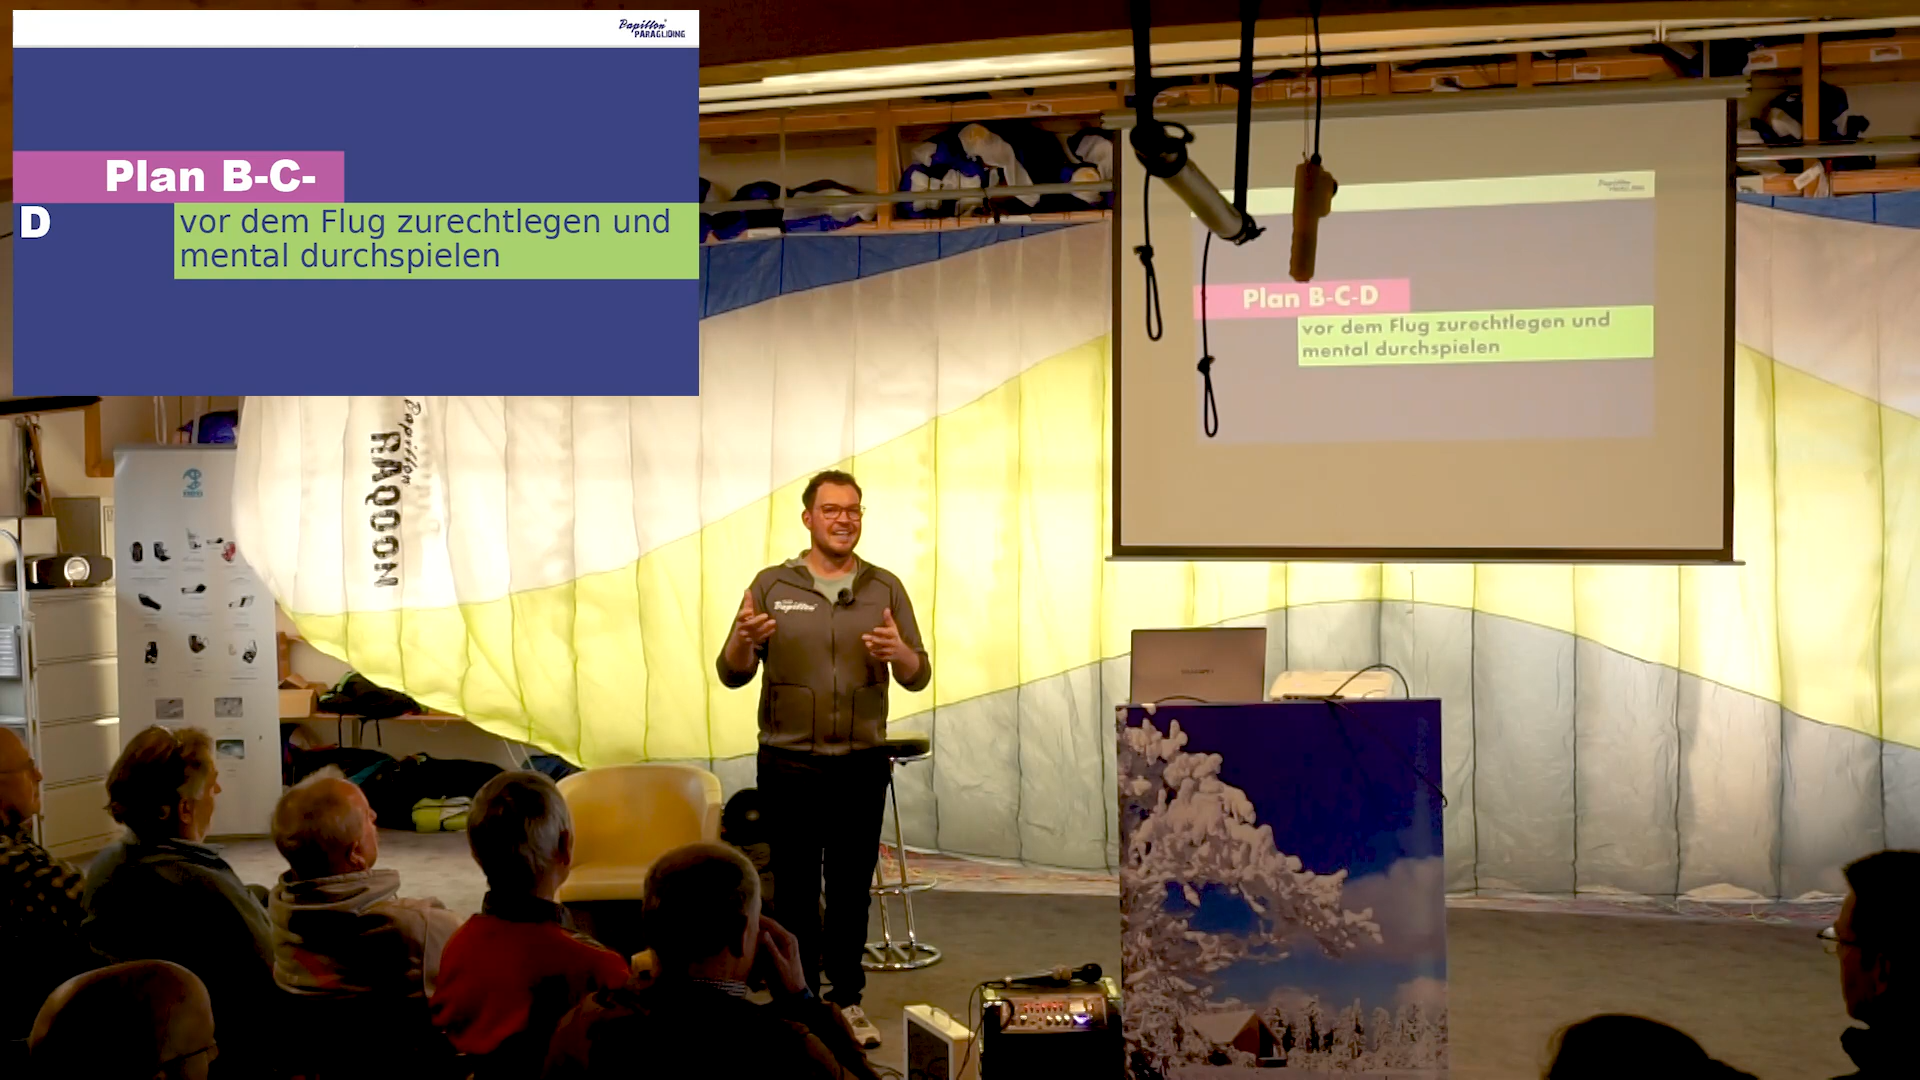 Papillon
PARAGLIDING
Plan B-C-
D
vor dem Flug zurechtlegen und
mental durchspielen
Plan B-C-D
vor dem Flug zurechtlegen und
mental durchspielen
Papillon
RAQOON
Papillon